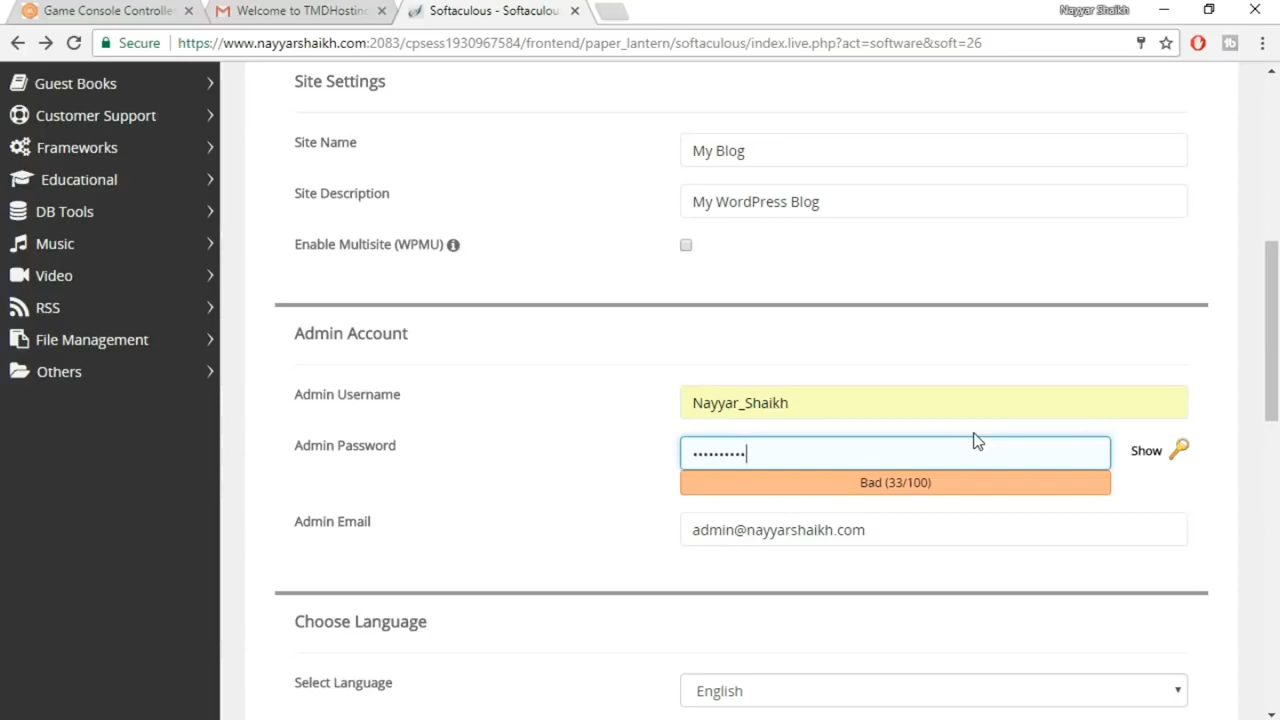 Game Console Controlle
Welcome to TMDHosting
Softaculous - Softaculou
Nayyar Shaikh
Secure
https://www.nayyarshaikh.com:2083/cpsess1930967584/frontend/paper_lantern/softaculous/index.live.php?act=software&soft=26
Guest Books
Customer Support
Frameworks
Educational
DB Tools
Music
Video
RSS
File Management
Others
Site Settings
Site Name
My Blog
Site Description
My WordPress Blog
Enable Multisite (WPMU)
Admin Account
Admin Username
Nayyar_Shaikh
Admin Password
••••••••••
Show
Bad (33/100)
Admin Email
admin@nayyarshaikh.com
Choose Language
Select Language
English